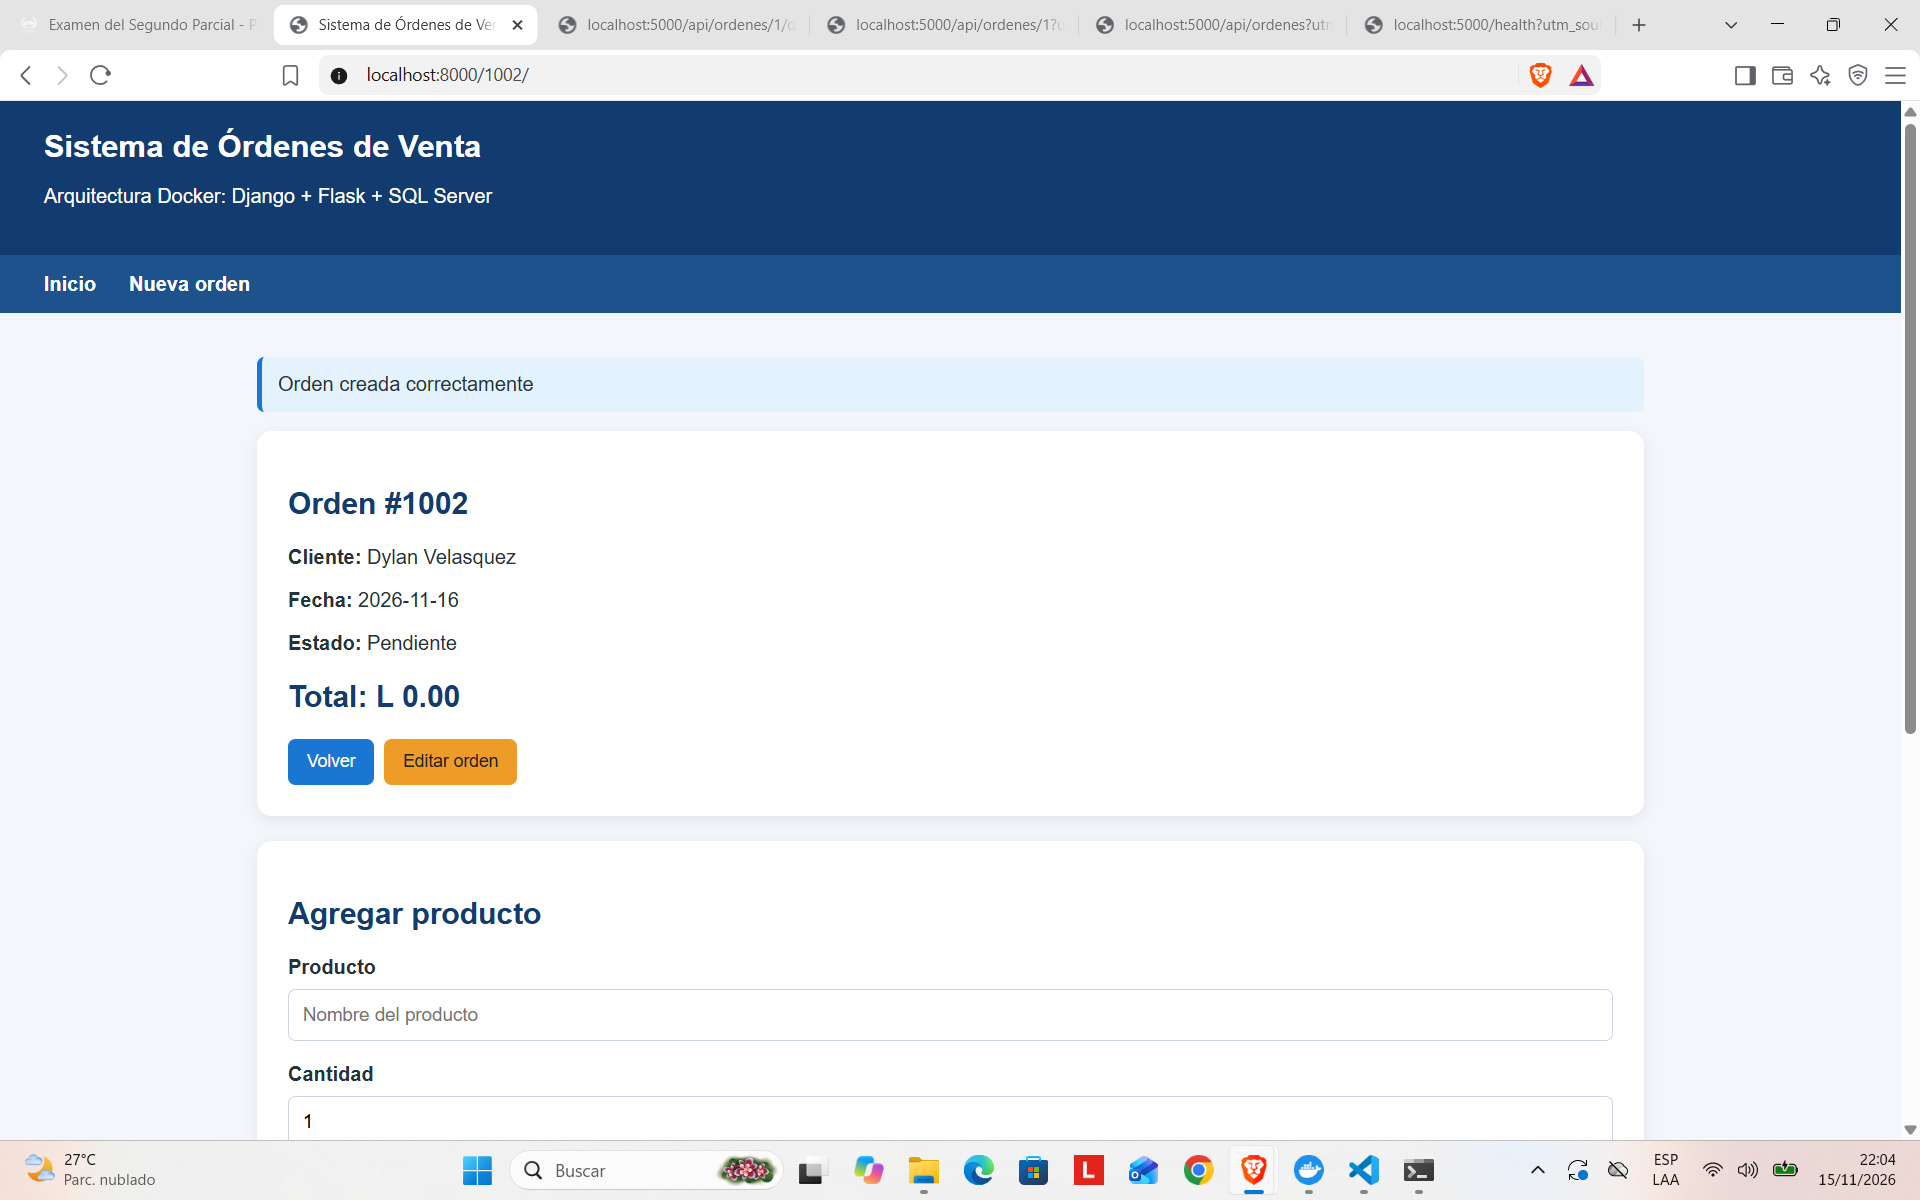 Examen del Segundo Parcial - P
Sistema de Órdenes de Ve
localhost:5000/api/ordenes/1/d
localhost:5000/api/ordenes/1?u
localhost:5000/api/ordenes?utm
localhost:5000/health?utm_sou
localhost:8000/1002/
Sistema de Órdenes de Venta
Arquitectura Docker: Django + Flask + SQL Server
Inicio Nueva orden
Orden creada correctamente
Orden #1002
Cliente: Dylan Velasquez
Fecha: 2026-11-16
Estado: Pendiente
Total: L 0.00
Volver Editar orden
Agregar producto
Producto
Nombre del producto
Cantidad
1
27°C
Parc. nublado
Buscar
L
ESP
LAA
22:04
15/11/2026